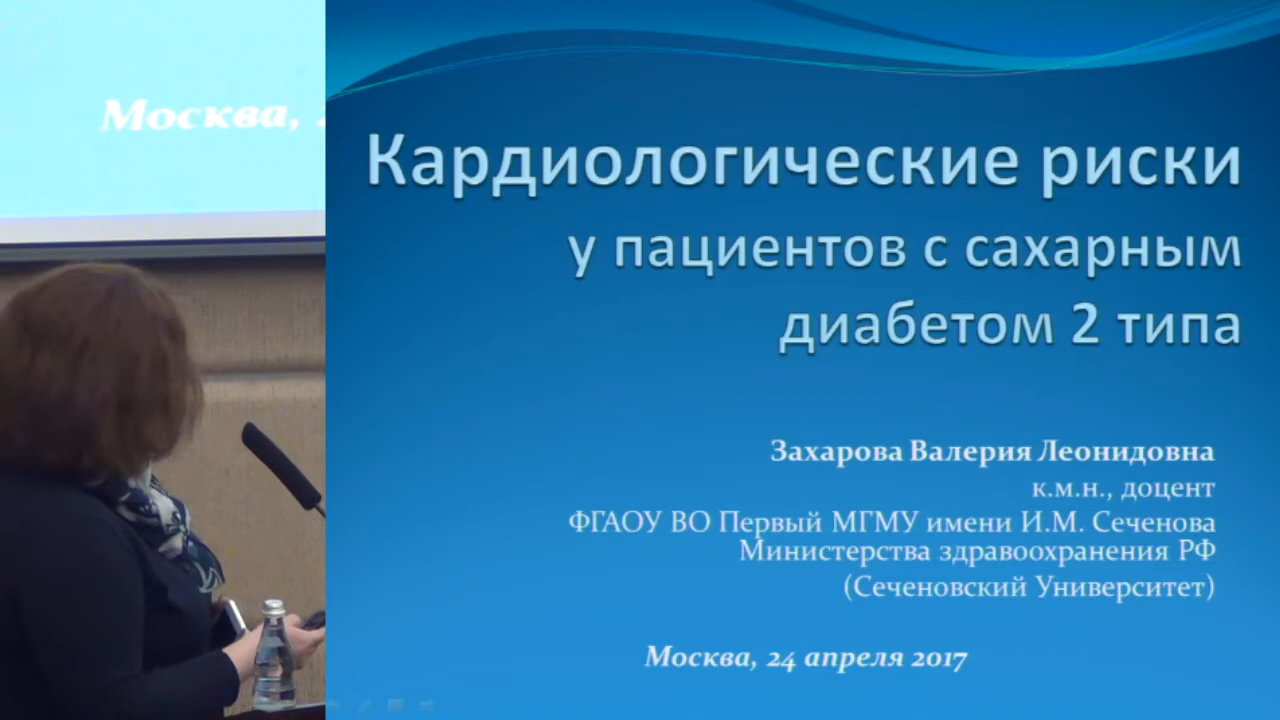 Москва,
Кардиологические риски
у пациентов с сахарным
диабетом 2 типа
Захарова Валерия Леонидовна
к.м.н., доцент
ФГАОУ ВО Первый МГМУ имени И.М. Сеченова
Министерства здравоохранения РФ
(Сеченовский Университет)
Москва, 24 апреля 2017